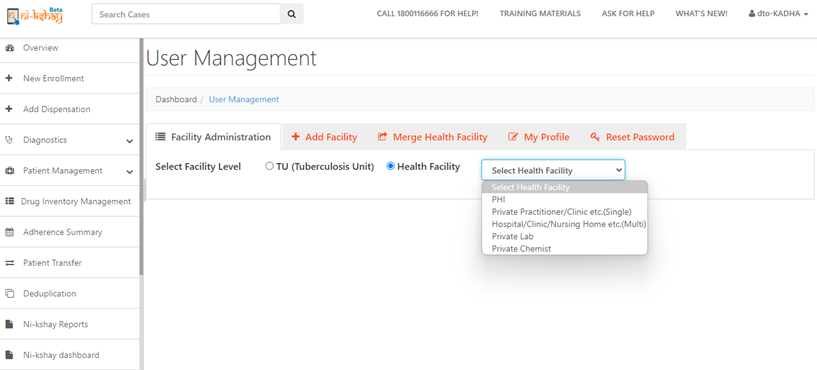 Beta
ni-kshay
Search Cases
CALL 1800116666 FOR HELP!
TRAINING MATERIALS
ASK FOR HELP
WHAT'S NEW!
dto-KADHA
Overview
New Enrollment
Add Dispensation
Diagnostics
Patient Management
Drug Inventory Management
Adherence Summary
Patient Transfer
Deduplication
Ni-kshay Reports
Ni-kshay dashboard
User Management
Dashboard / User Management
Facility Administration
Add Facility
Merge Health Facility
My Profile
Reset Password
Select Facility Level
TU (Tuberculosis Unit)
Health Facility
Select Health Facility
Select Health Facility
PHI
Private Practitioner/Clinic etc.(Single)
Hospital/Clinic/Nursing Home etc.(Multi)
Private Lab
Private Chemist